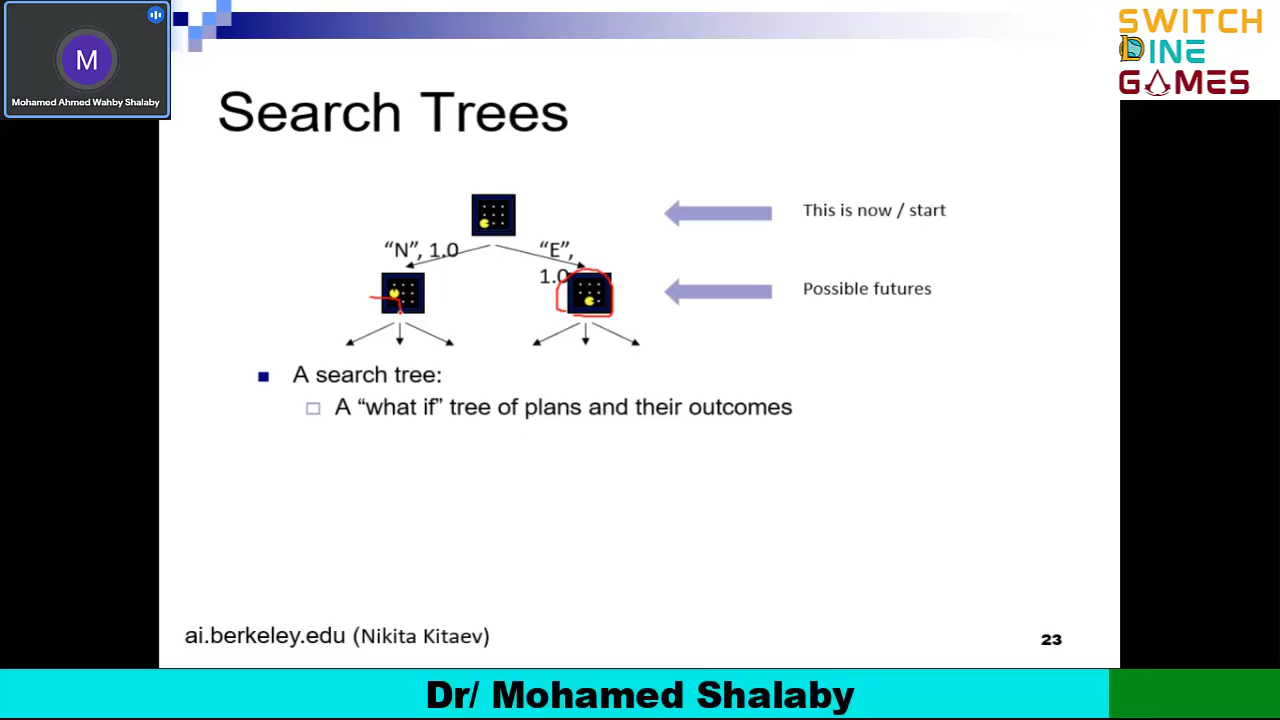 M
Mohamed Ahmed Wahby Shalaby
SWITCH
DINE
GAMES
Search Trees
This is now / start
“N”, 1.0
“E”,
1.0
Possible futures
A search tree:
A “what if” tree of plans and their outcomes
ai.berkeley.edu (Nikita Kitaev)
23
Dr/ Mohamed Shalaby